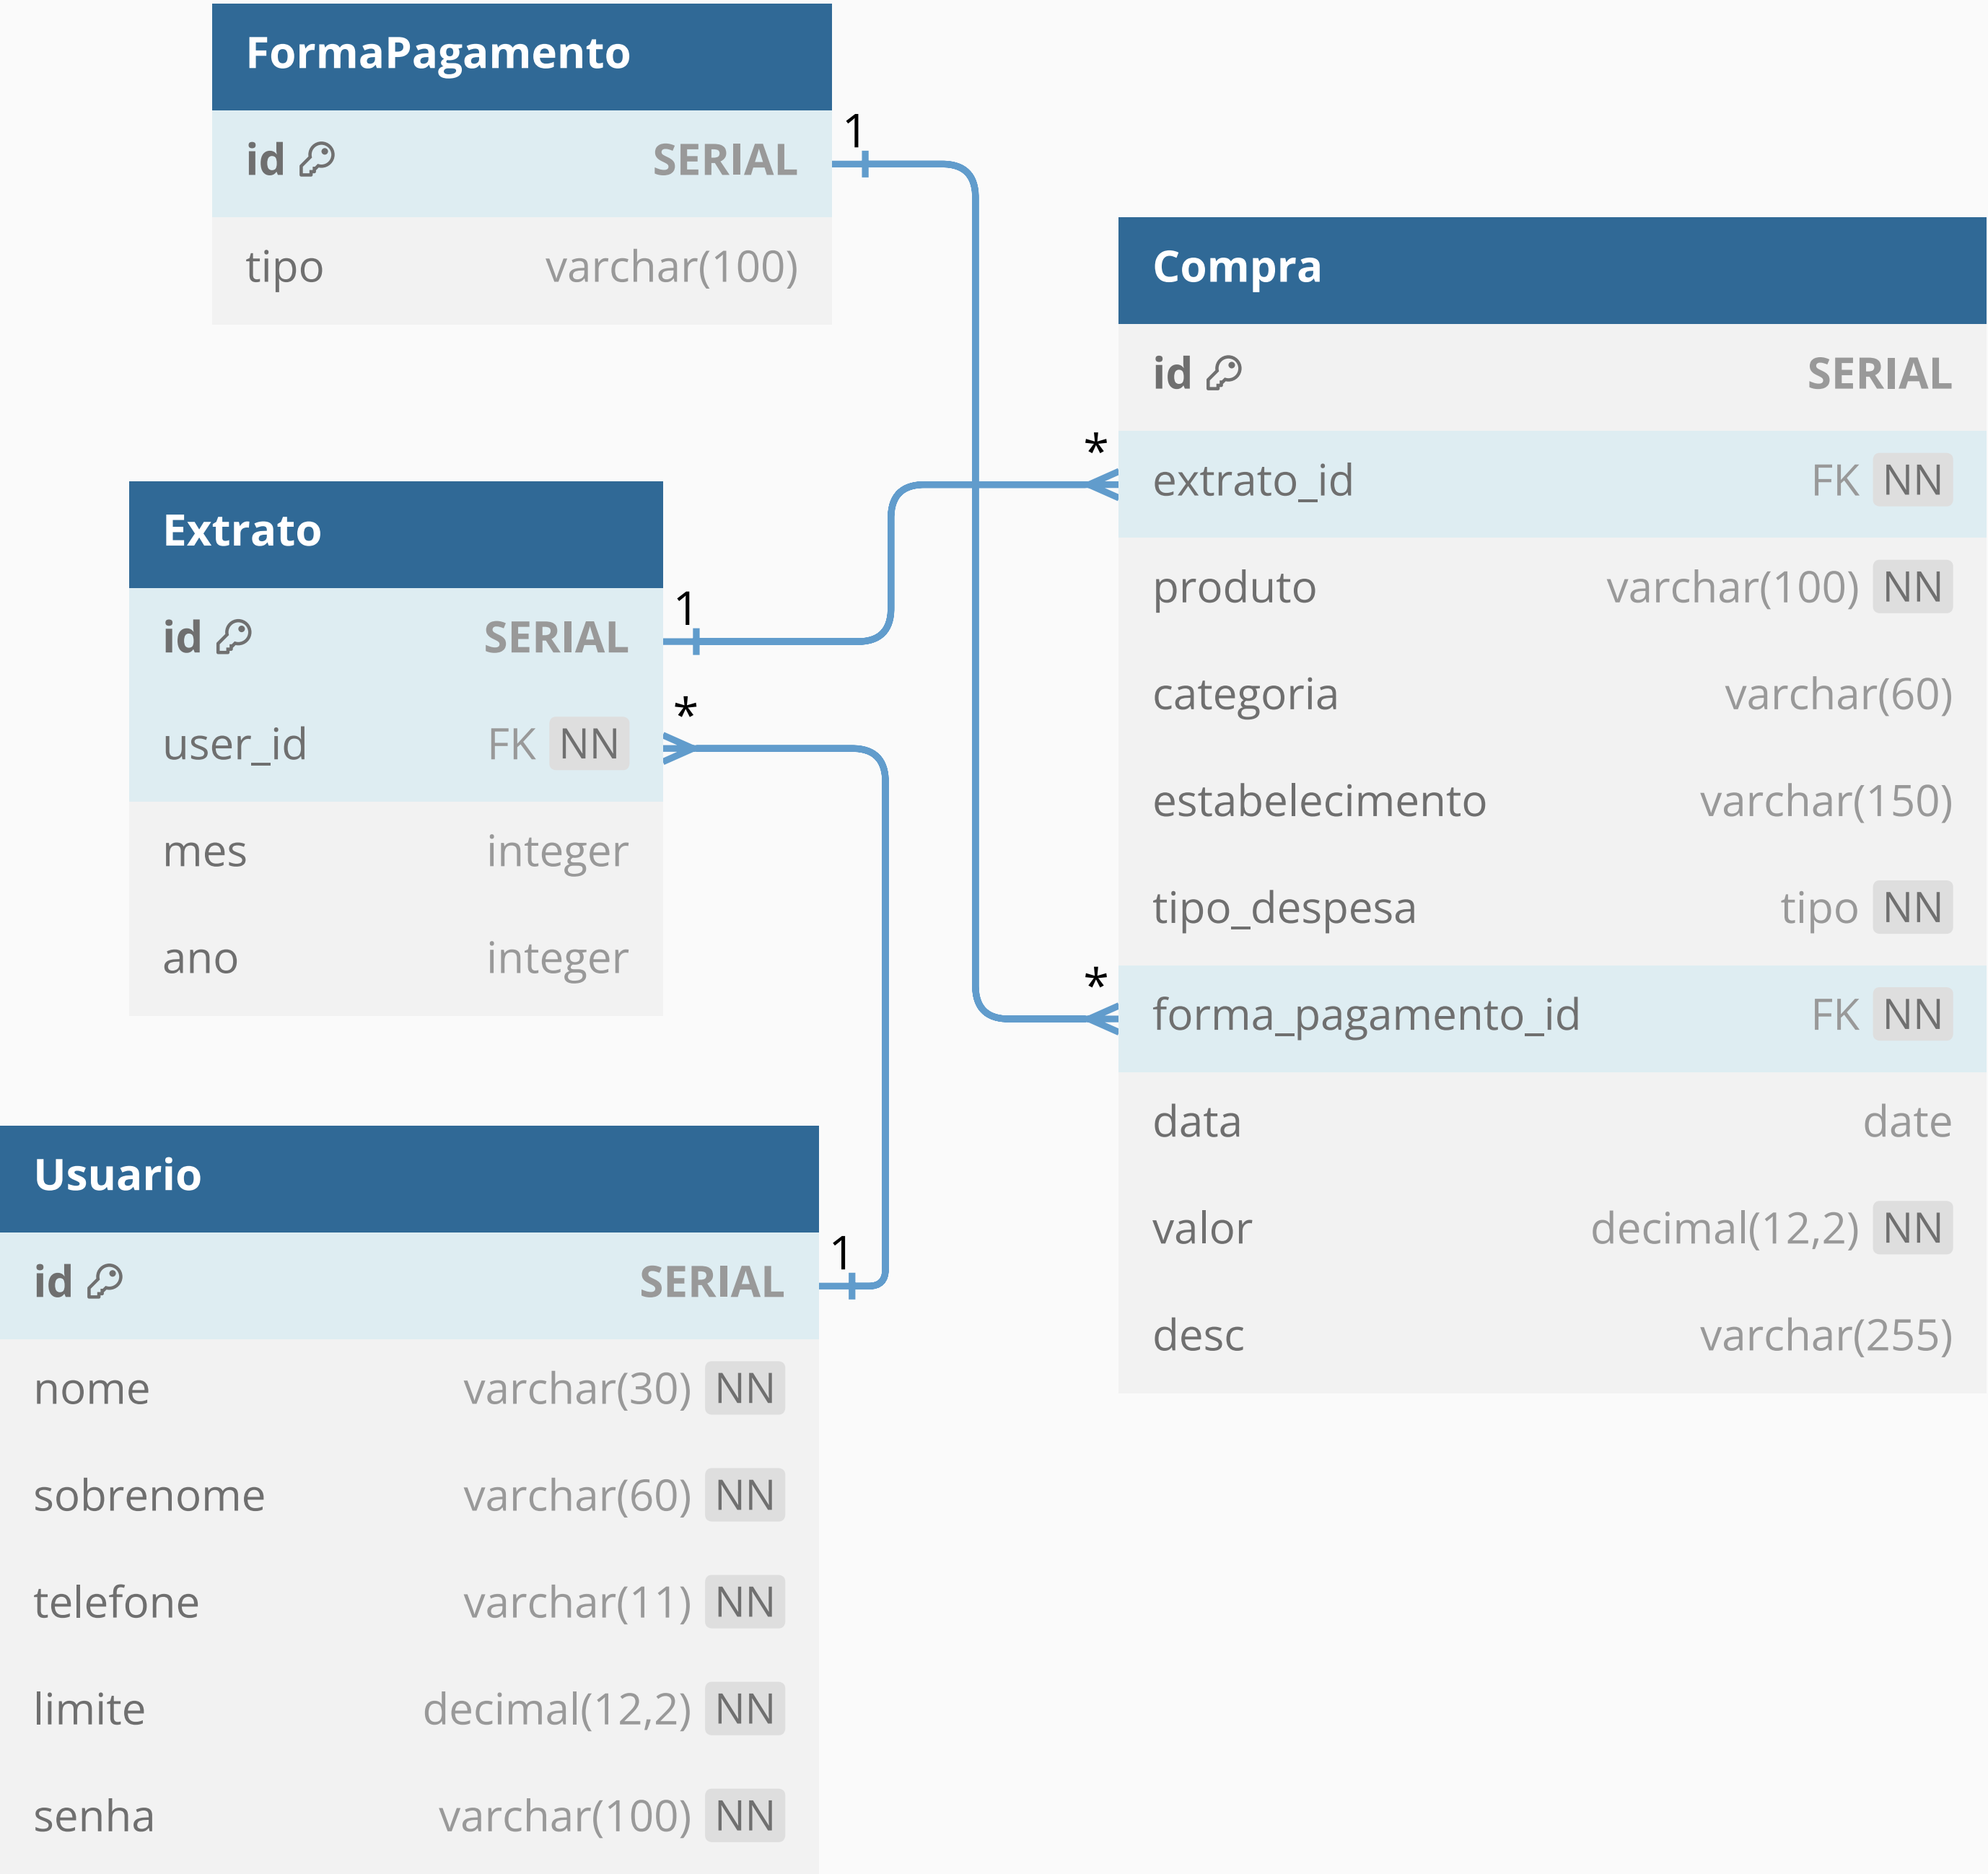 FormaPagamento
id SERIAL
tipo varchar(100)
1
Compra
id SERIAL
*
extrato_id FK NN
produto varchar(100) NN
categoria varchar(60)
estabelecimento varchar(150)
tipo_despesa tipo NN
*
forma_pagamento_id FK NN
data date
valor decimal(12,2) NN
desc varchar(255)
Extrato
1
id SERIAL
*
user_id FK NN
mes integer
ano integer
Usuario
1
id SERIAL
nome varchar(30) NN
sobrenome varchar(60) NN
telefone varchar(11) NN
limite decimal(12,2) NN
senha varchar(100) NN